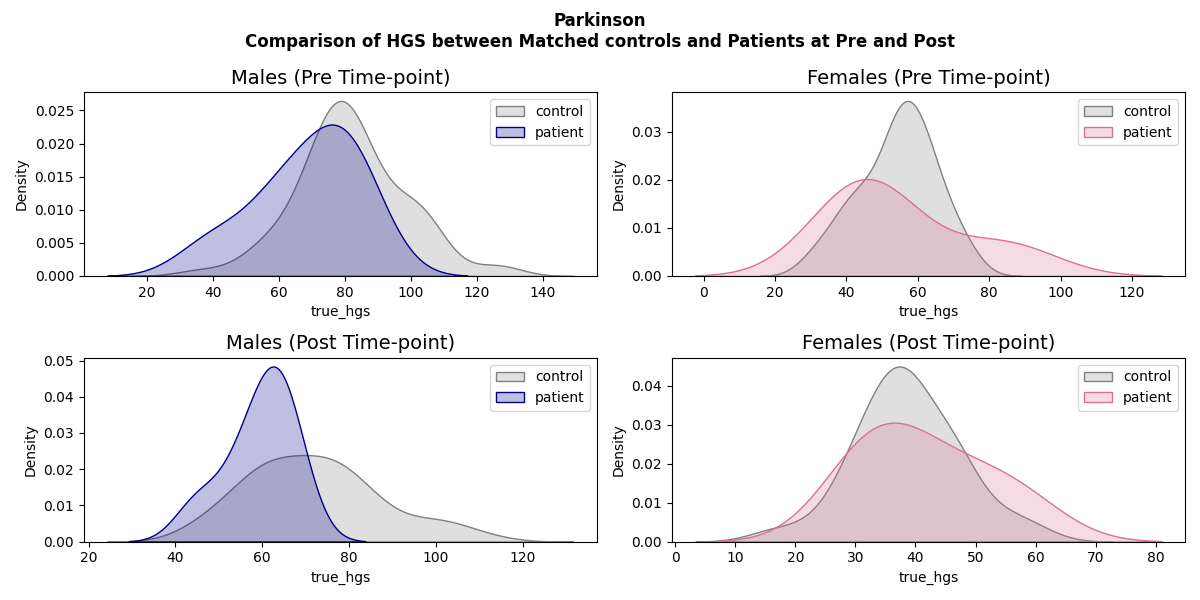 Parkinson
Comparison of HGS between Matched controls and Patients at Pre and Post
Males (Pre Time-point)
Density
0.025
0.020
0.015
0.010
0.005
0.000
control
patient
20 40 60 80 100 120 140
true_hgs
Females (Pre Time-point)
Density
0.03
0.02
0.01
0.00
control
patient
0 20 40 60 80 100 120
true_hgs
Males (Post Time-point)
Density
0.05
0.04
0.03
0.02
0.01
0.00
control
patient
20 40 60 80 100 120
true_hgs
Females (Post Time-point)
Density
0.04
0.03
0.02
0.01
0.00
control
patient
0 10 20 30 40 50 60 70 80
true_hgs